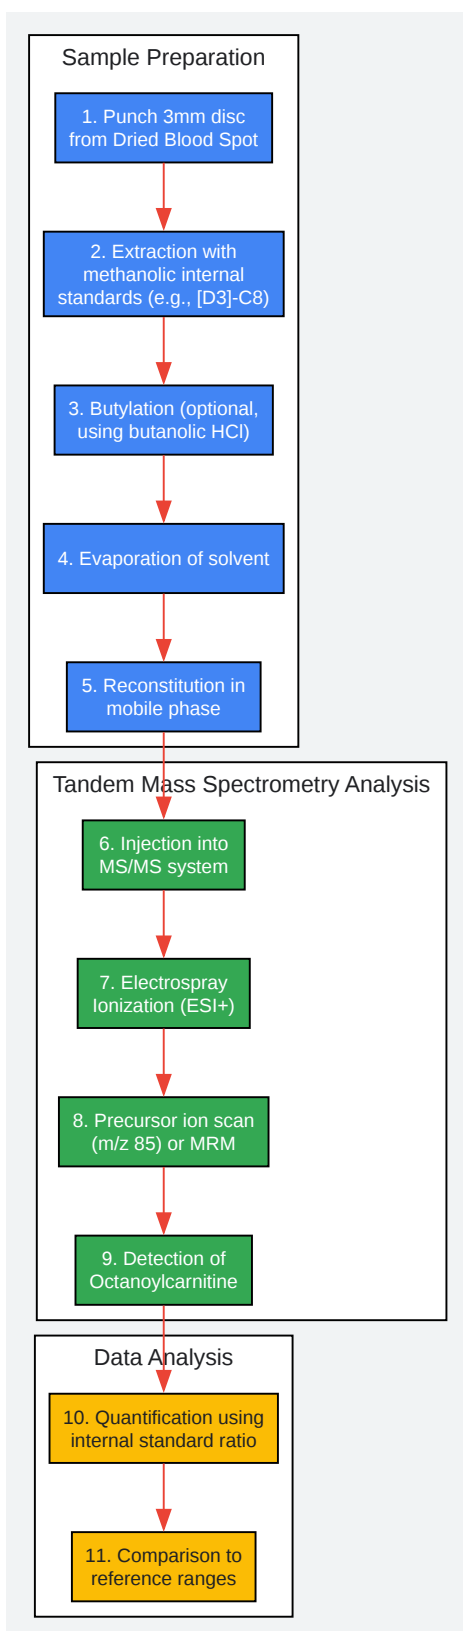 Sample Preparation
1. Punch 3mm disc
from Dried Blood Spot
2. Extraction with
methanolic internal
standards (e.g., [D3]-C8)
3. Butylation (optional,
using butanolic HCl)
4. Evaporation of solvent
5. Reconstitution in
mobile phase
Tandem Mass Spectrometry Analysis
6. Injection into
MS/MS system
7. Electrospray
Ionization (ESI+)
8. Precursor ion scan
(m/z 85) or MRM
9. Detection of
Octanoylcarnitine
Data Analysis
10. Quantification using
internal standard ratio
11. Comparison to
reference ranges